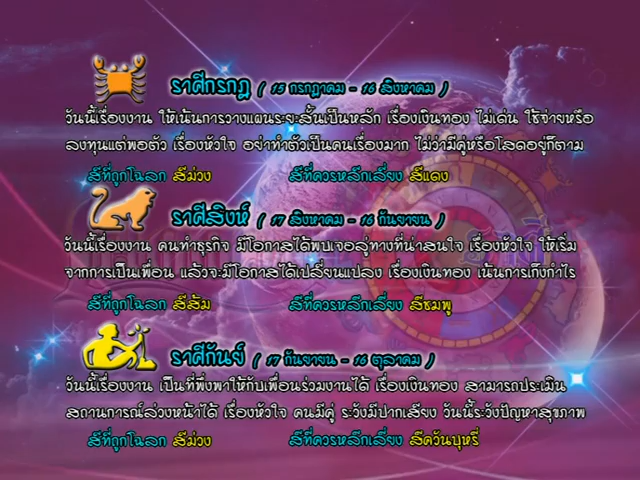 ราศีกรกฎ ( 15 กรกฎาคม - 16 สิงหาคม )
วันนี้เรื่องงาน ให้เน้นการวางแผนระยะสั้นเป็นหลัก เรื่องเงินทอง ไม่เด่น ใช้จ่ายหรือ
ลงทุนแต่พอตัว เรื่องหัวใจ อย่าทำตัวเป็นคนเรื่องมาก ไม่ว่ามีคู่หรือโสดอยู่ก็ตาม
สีที่ถูกโฉลก สีม่วง สีที่ควรหลีกเลี่ยง สีแดง
ราศีสิงห์ ( 17 สิงหาคม - 16 กันยายน )
วันนี้เรื่องงาน คนทำธุรกิจ มีโอกาสได้พบเจอลู่ทางที่น่าสนใจ เรื่องหัวใจ ให้เริ่ม
จากการเป็นเพื่อน แล้วจะมีโอกาสได้เปลี่ยนแปลง เรื่องเงินทอง เน้นการเก็งกำไร
สีที่ถูกโฉลก สีส้ม สีที่ควรหลีกเลี่ยง สีชมพู
ราศีกันย์ ( 17 กันยายน - 16 ตุลาคม )
วันนี้เรื่องงาน เป็นที่พึ่งพาให้กับเพื่อนร่วมงานได้ เรื่องเงินทอง สามารถประเมิน
สถานการณ์ล่วงหน้าได้ เรื่องหัวใจ คนมีคู่ ระวังมีปากเสียง วันนี้ระวังปัญหาสุขภาพ
สีที่ถูกโฉลก สีม่วง สีที่ควรหลีกเลี่ยง สีควันบุหรี่